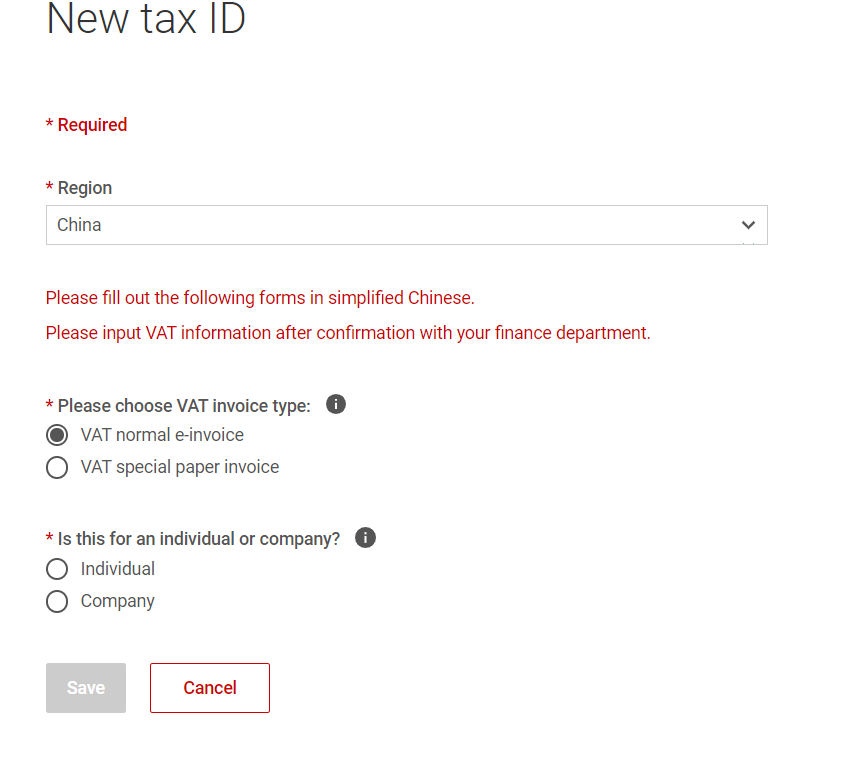 New tax ID
* Required
* Region
China
Please fill out the following forms in simplified Chinese.
Please input VAT information after confirmation with your finance department.
* Please choose VAT invoice type: i
VAT normal e-invoice
VAT special paper invoice
* Is this for an individual or company? i
Individual
Company
Save Cancel